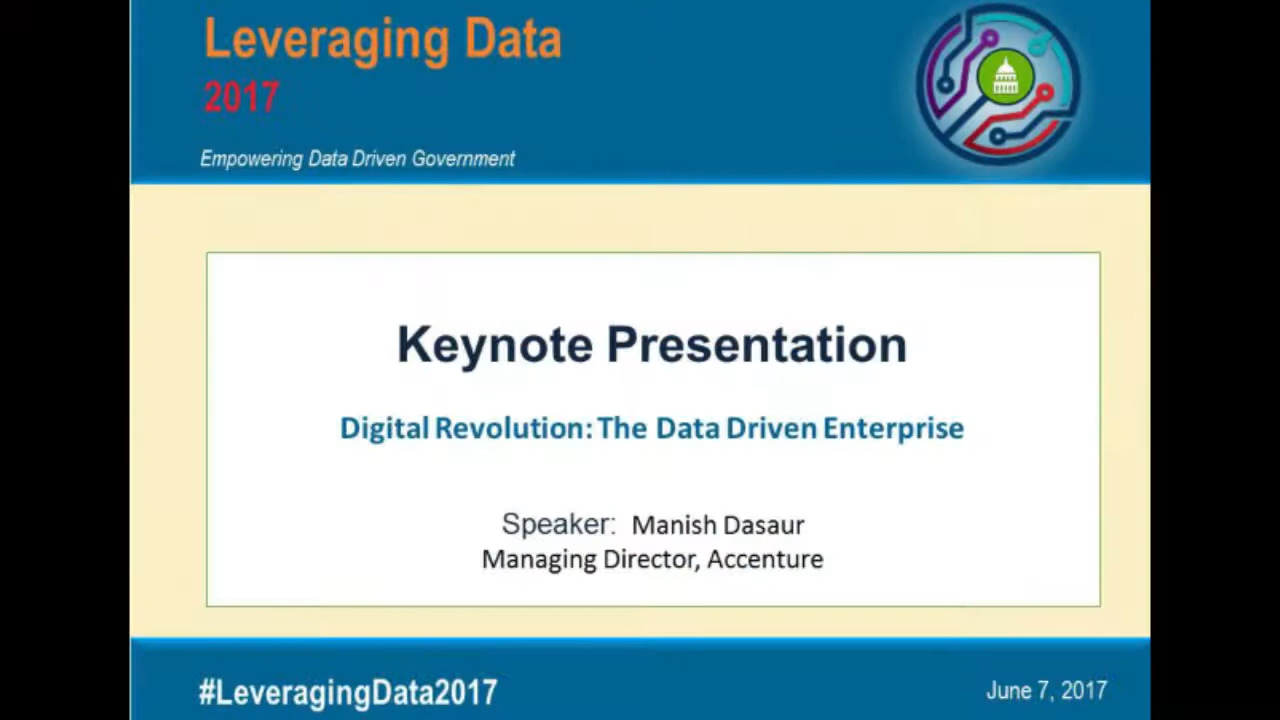 Leveraging Data
2017
Empowering Data Driven Government
Keynote Presentation
Digital Revolution: The Data Driven Enterprise
Speaker: Manish Dasaur
Managing Director, Accenture
#LeveragingData2017
June 7, 2017